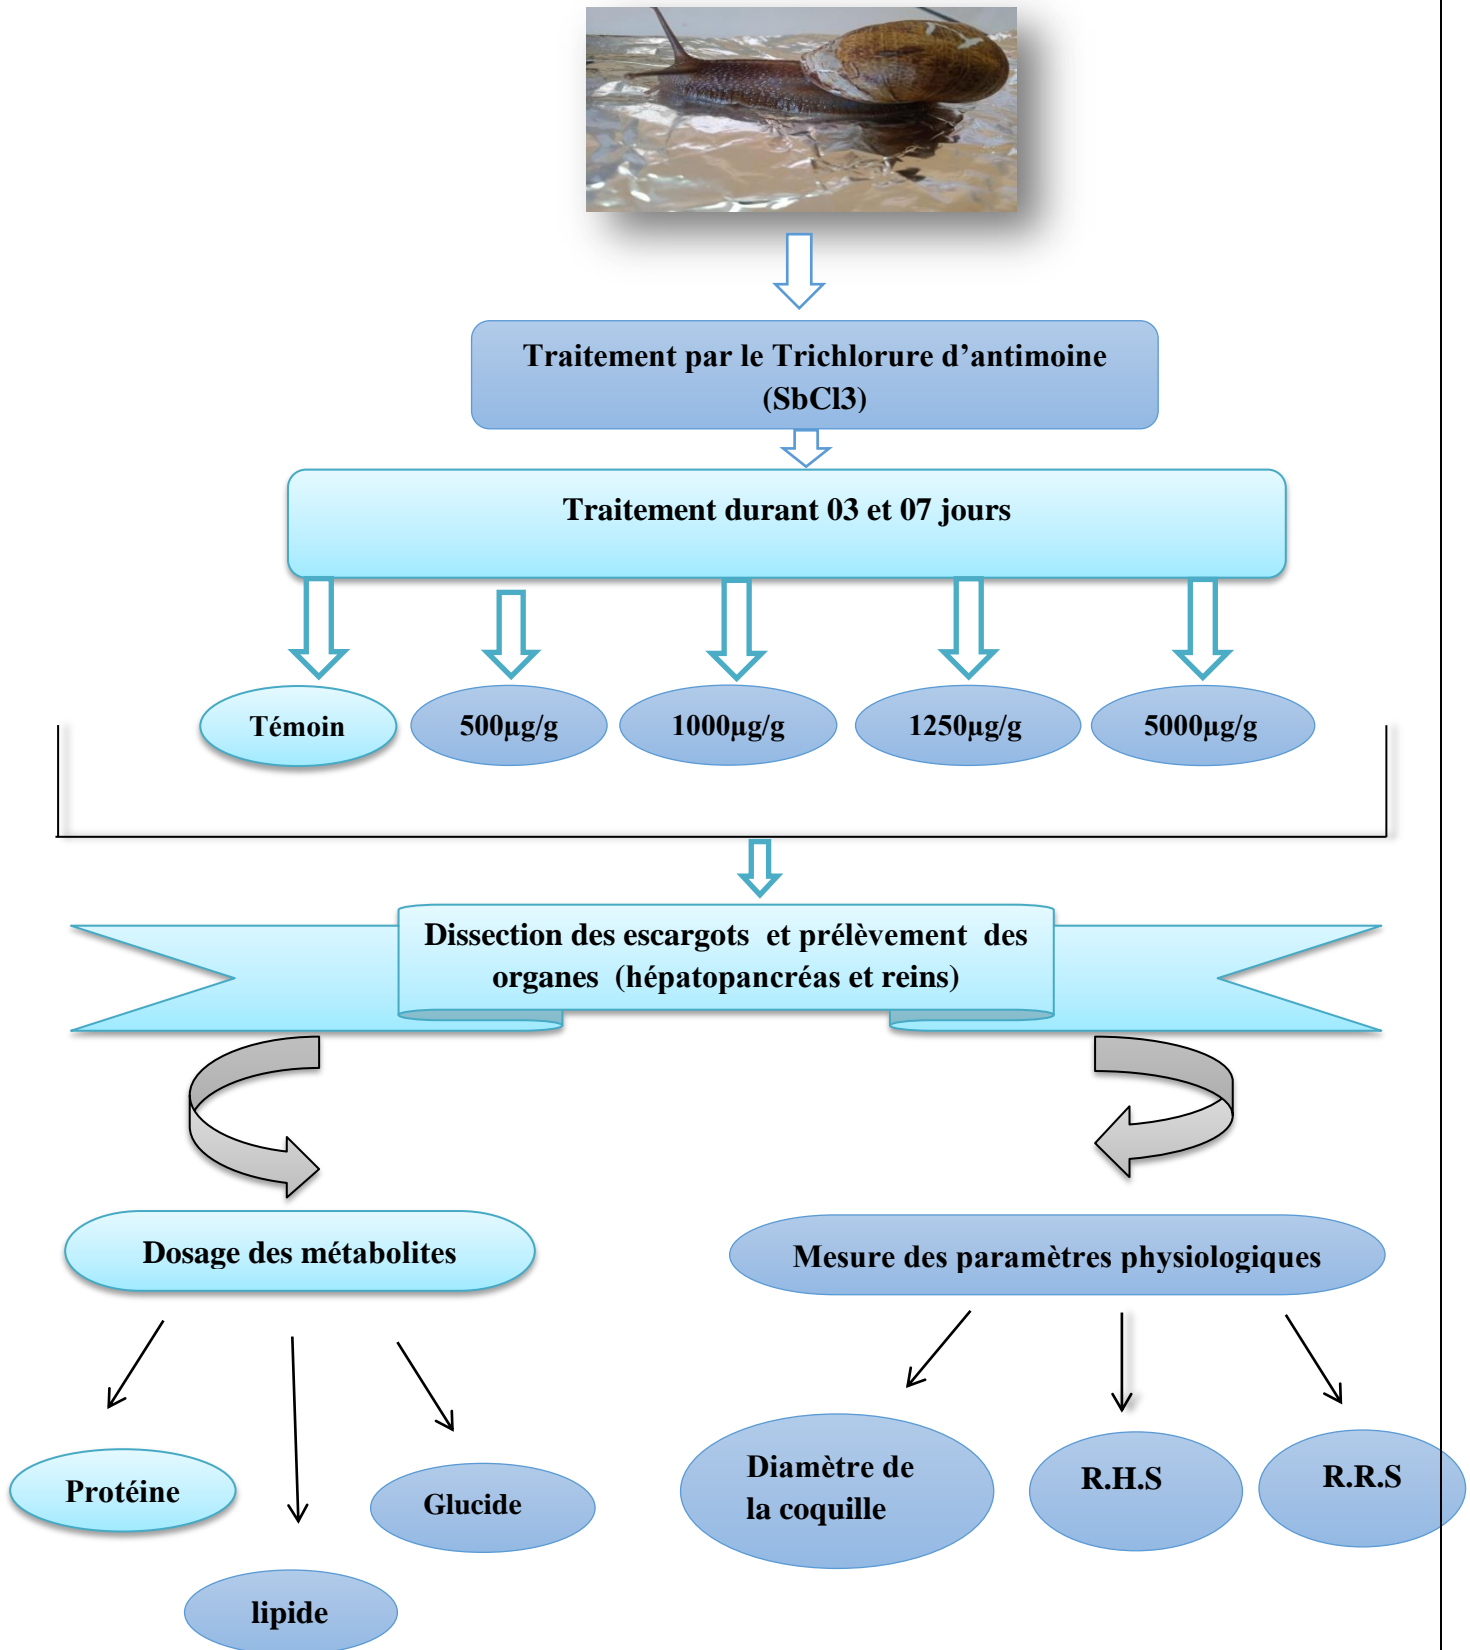 Traitement par le Trichlorure d’antimoine
(SbCl3)
Traitement durant 03 et 07 jours
Témoin
500µg/g
1000µg/g
1250µg/g
5000µg/g
Dissection des escargots et prélèvement des
organes (hépatopancréas et reins)
Dosage des métabolites
Mesure des paramètres physiologiques
Protéine
lipide
Glucide
Diamètre de
la coquille
R.H.S
R.R.S